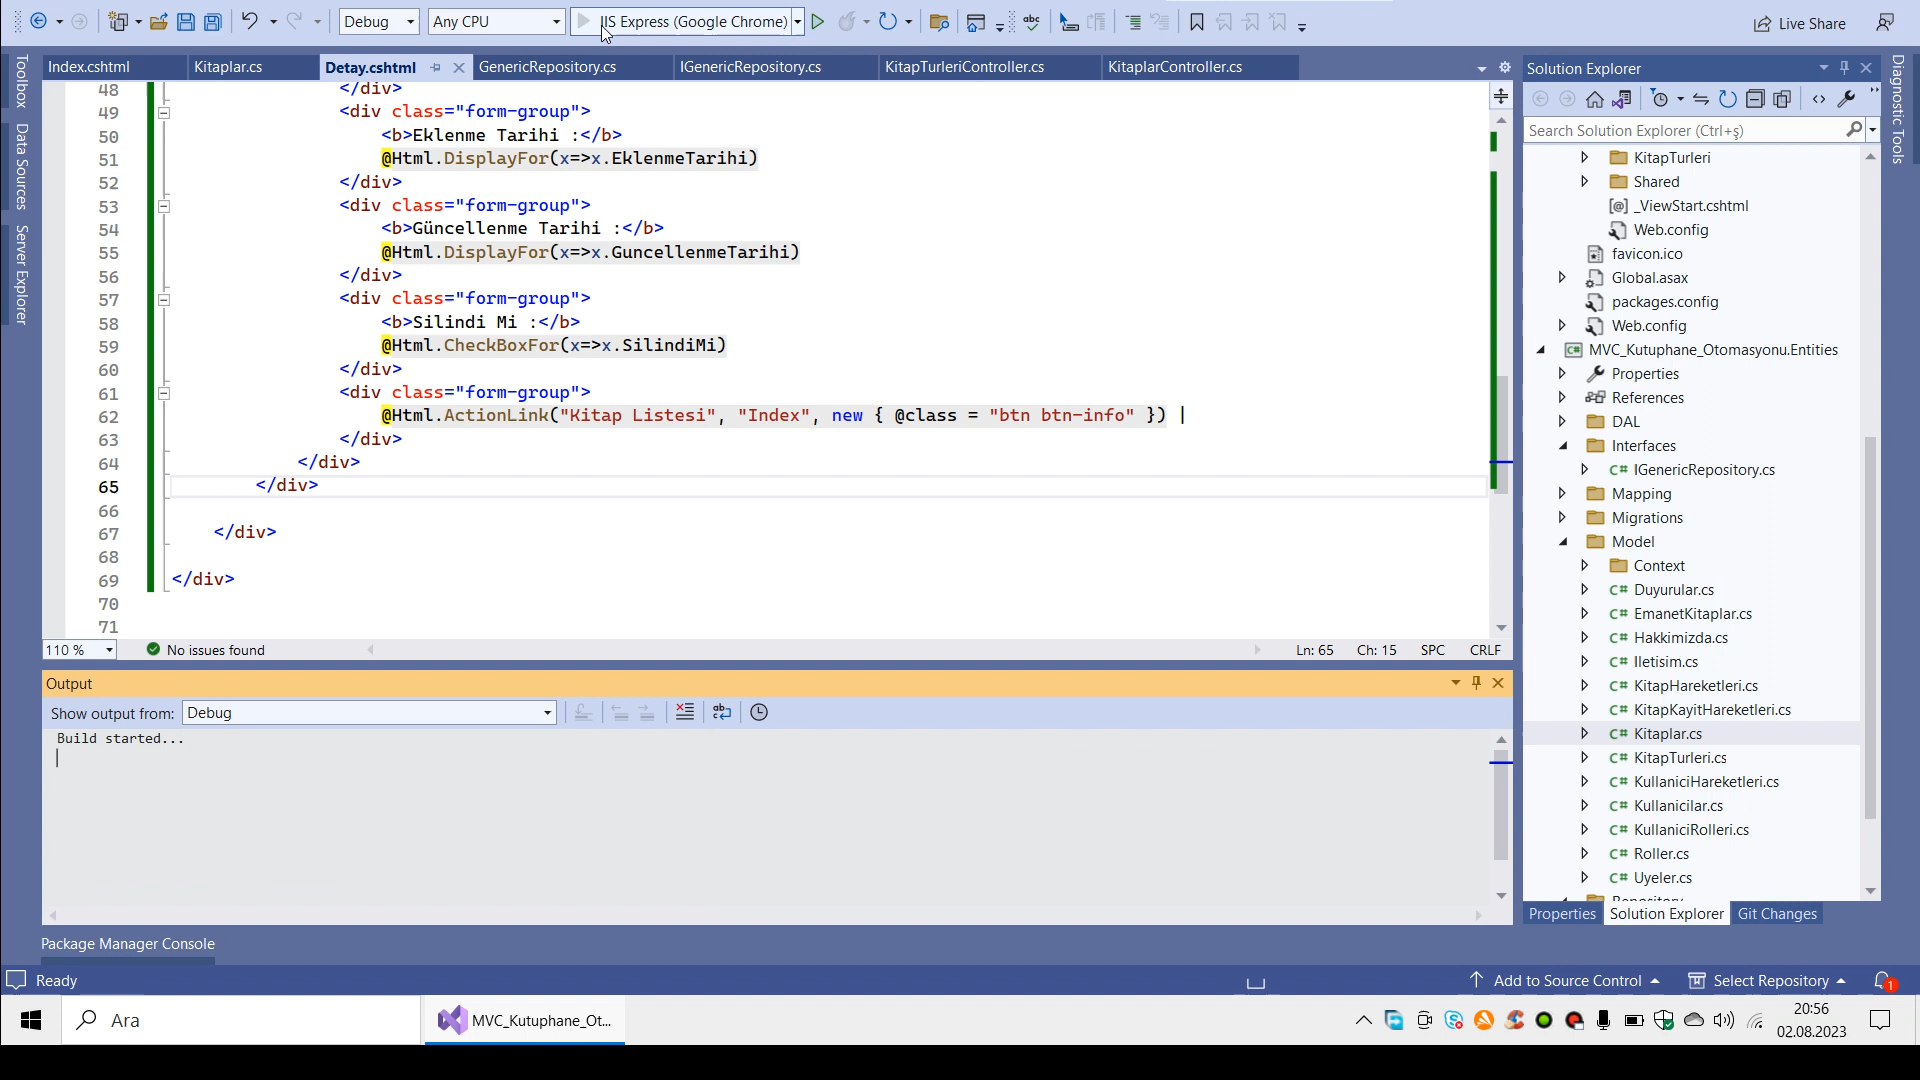 Debug
Any CPU
IIS Express (Google Chrome)
Live Share
Index.cshtml
Kitaplar.cs
Detay.cshtml
GenericRepository.cs
IGenericRepository.cs
KitapTurleriController.cs
KitaplarController.cs
Toolbox
Data Sources
Server Explorer
48 </div>
49 <div class="form-group">
50 <b>Eklenme Tarihi :</b>
51 @Html.DisplayFor(x=>x.EklenmeTarihi)
52 </div>
53 <div class="form-group">
54 <b>Güncellenme Tarihi :</b>
55 @Html.DisplayFor(x=>x.GuncellenmeTarihi)
56 </div>
57 <div class="form-group">
58 <b>Silindi Mi :</b>
59 @Html.CheckBoxFor(x=>x.SilindiMi)
60 </div>
61 <div class="form-group">
62 @Html.ActionLink("Kitap Listesi", "Index", new { @class = "btn btn-info" }) |
63 </div>
64 </div>
65 </div>
66
67 </div>
68
69 </div>
70
71
110 %
No issues found
Ln: 65
Ch: 15
SPC
CRLF
Output
Show output from:
Debug
Build started...
Package Manager Console
Solution Explorer
Search Solution Explorer (Ctrl+ş)
KitapTurleri
Shared
_ViewStart.cshtml
Web.config
favicon.ico
Global.asax
packages.config
Web.config
MVC_Kutuphane_Otomasyonu.Entities
Properties
References
DAL
Interfaces
C# IGenericRepository.cs
Mapping
Migrations
Model
Context
C# Duyurular.cs
C# EmanetKitaplar.cs
C# Hakkimizda.cs
C# Iletisim.cs
C# KitapHareketleri.cs
C# KitapKayitHareketleri.cs
C# Kitaplar.cs
C# KitapTurleri.cs
C# KullaniciHareketleri.cs
C# Kullanicilar.cs
C# KullaniciRolleri.cs
C# Roller.cs
C# Uyeler.cs
Repository
Properties
Solution Explorer
Git Changes
Diagnostic Tools
Ready
Add to Source Control
Select Repository
1
Ara
MVC_Kutuphane_Ot...
20:56
02.08.2023